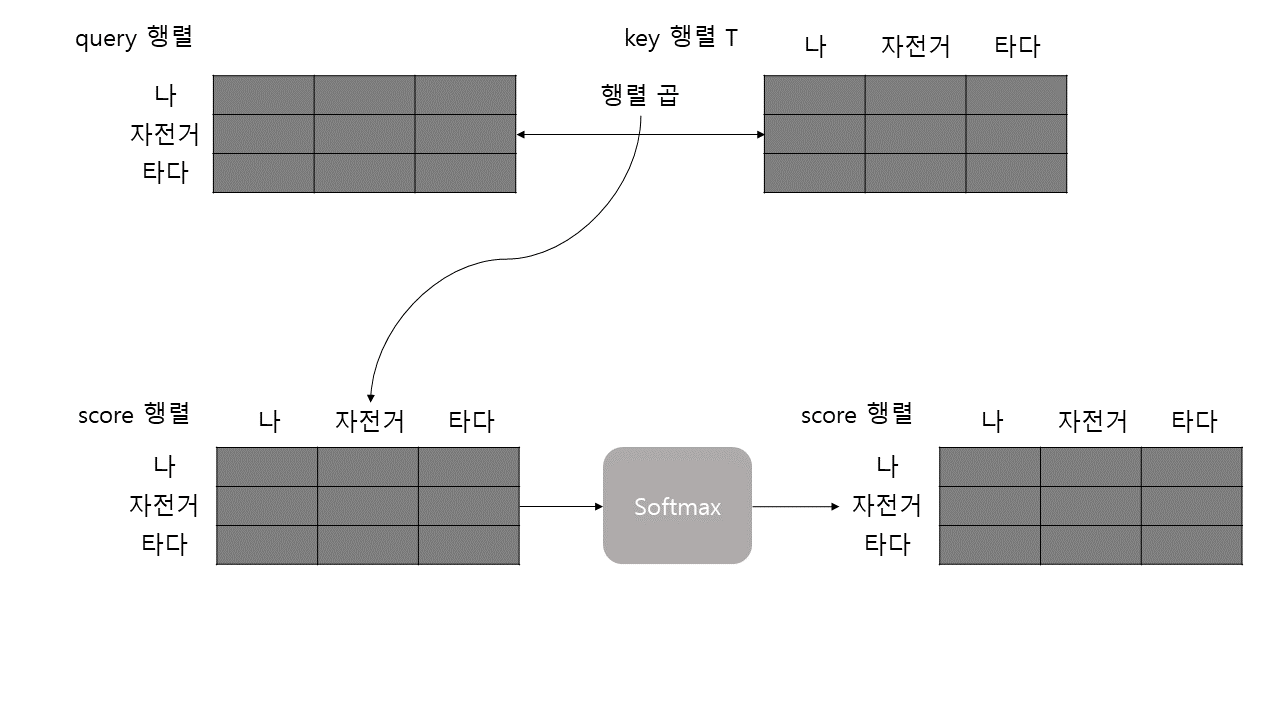 query 행렬
key 행렬 T
나 자전거 타다
나
자전거
타다
행렬 곱
score 행렬
나 자전거 타다
나
자전거
타다
Softmax
score 행렬
나 자전거 타다
나
자전거
타다